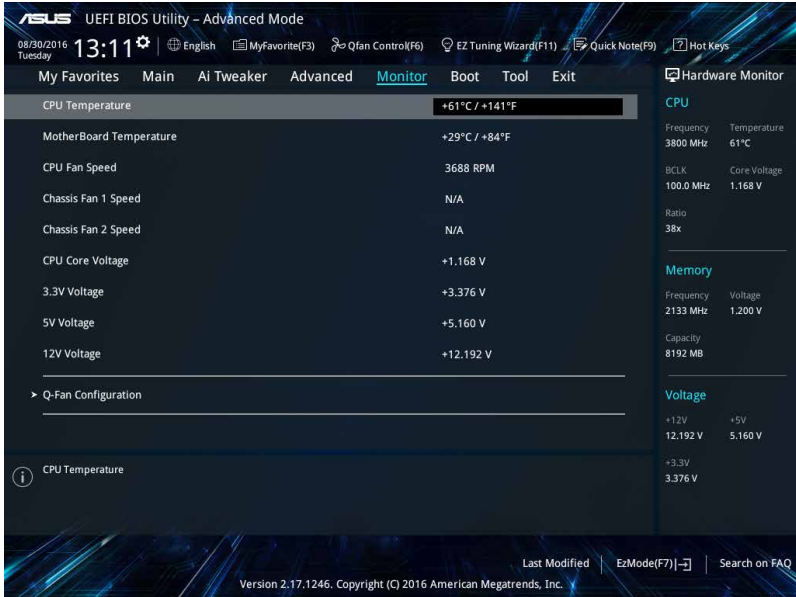 ASUS UEFI BIOS Utility – Advanced Mode
08/30/2016 Tuesday 13:11 English MyFavorite(F3) Qfan Control(F6) EZ Tuning Wizard(F11) Quick Note(F9) ? Hot Keys
My Favorites Main Ai Tweaker Advanced Monitor Boot Tool Exit
CPU Temperature +61°C / +141°F
MotherBoard Temperature +29°C / +84°F
CPU Fan Speed 3688 RPM
Chassis Fan 1 Speed N/A
Chassis Fan 2 Speed N/A
CPU Core Voltage +1.168 V
3.3V Voltage +3.376 V
5V Voltage +5.160 V
12V Voltage +12.192 V
> Q-Fan Configuration
i CPU Temperature
Hardware Monitor
CPU
Frequency Temperature
3800 MHz 61°C
BCLK Core Voltage
100.0 MHz 1.168 V
Ratio
38x
Memory
Frequency Voltage
2133 MHz 1.200 V
Capacity
8192 MB
Voltage
+12V +5V
12.192 V 5.160 V
+3.3V
3.376 V
Last Modified EzMode(F7) Search on FAQ
Version 2.17.1246. Copyright (C) 2016 American Megatrends, Inc.